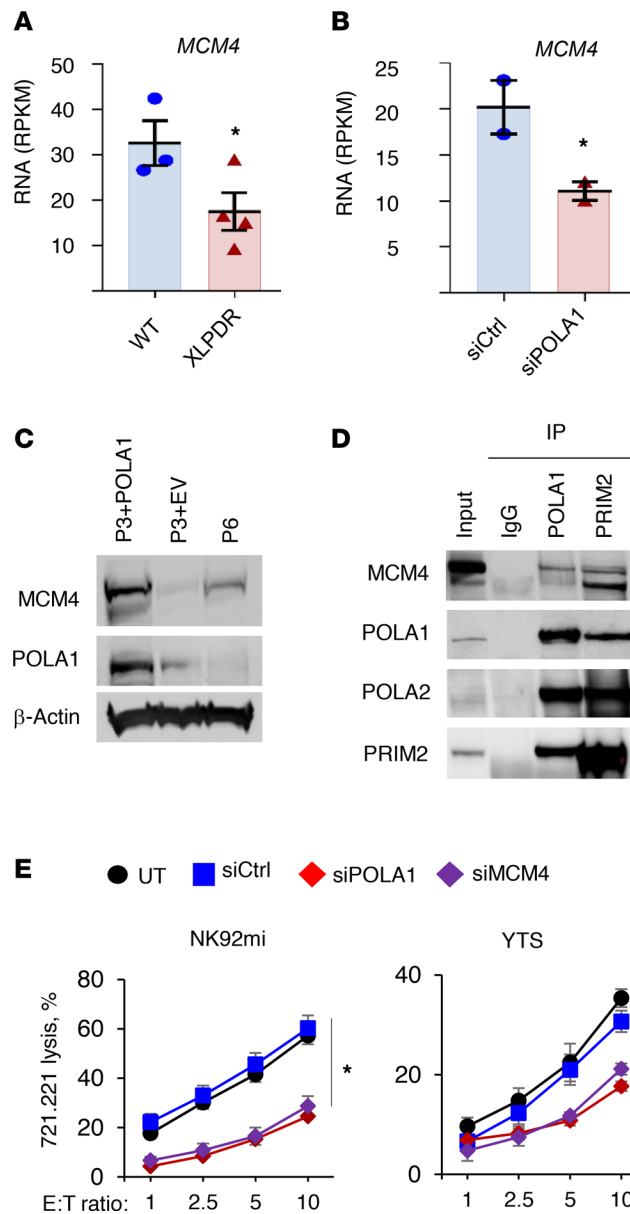 A
MCM4
RNA (RPKM)
50
40
30
20
10
*
WT
XLPDR
B
MCM4
RNA (RPKM)
25
20
15
10
5
*
siCtrl
siPOLA1
C
P3+POLA1
P3+EV
P6
MCM4
POLA1
β-Actin
D
IP
Input
IgG
POLA1
PRIM2
MCM4
POLA1
POLA2
PRIM2
E
UT
siCtrl
siPOLA1
siMCM4
NK92mi
721.221 lysis, %
80
60
40
20
0
*
E:T ratio: 1 2.5 5 10
YTS
40
20
0
1 2.5 5 10